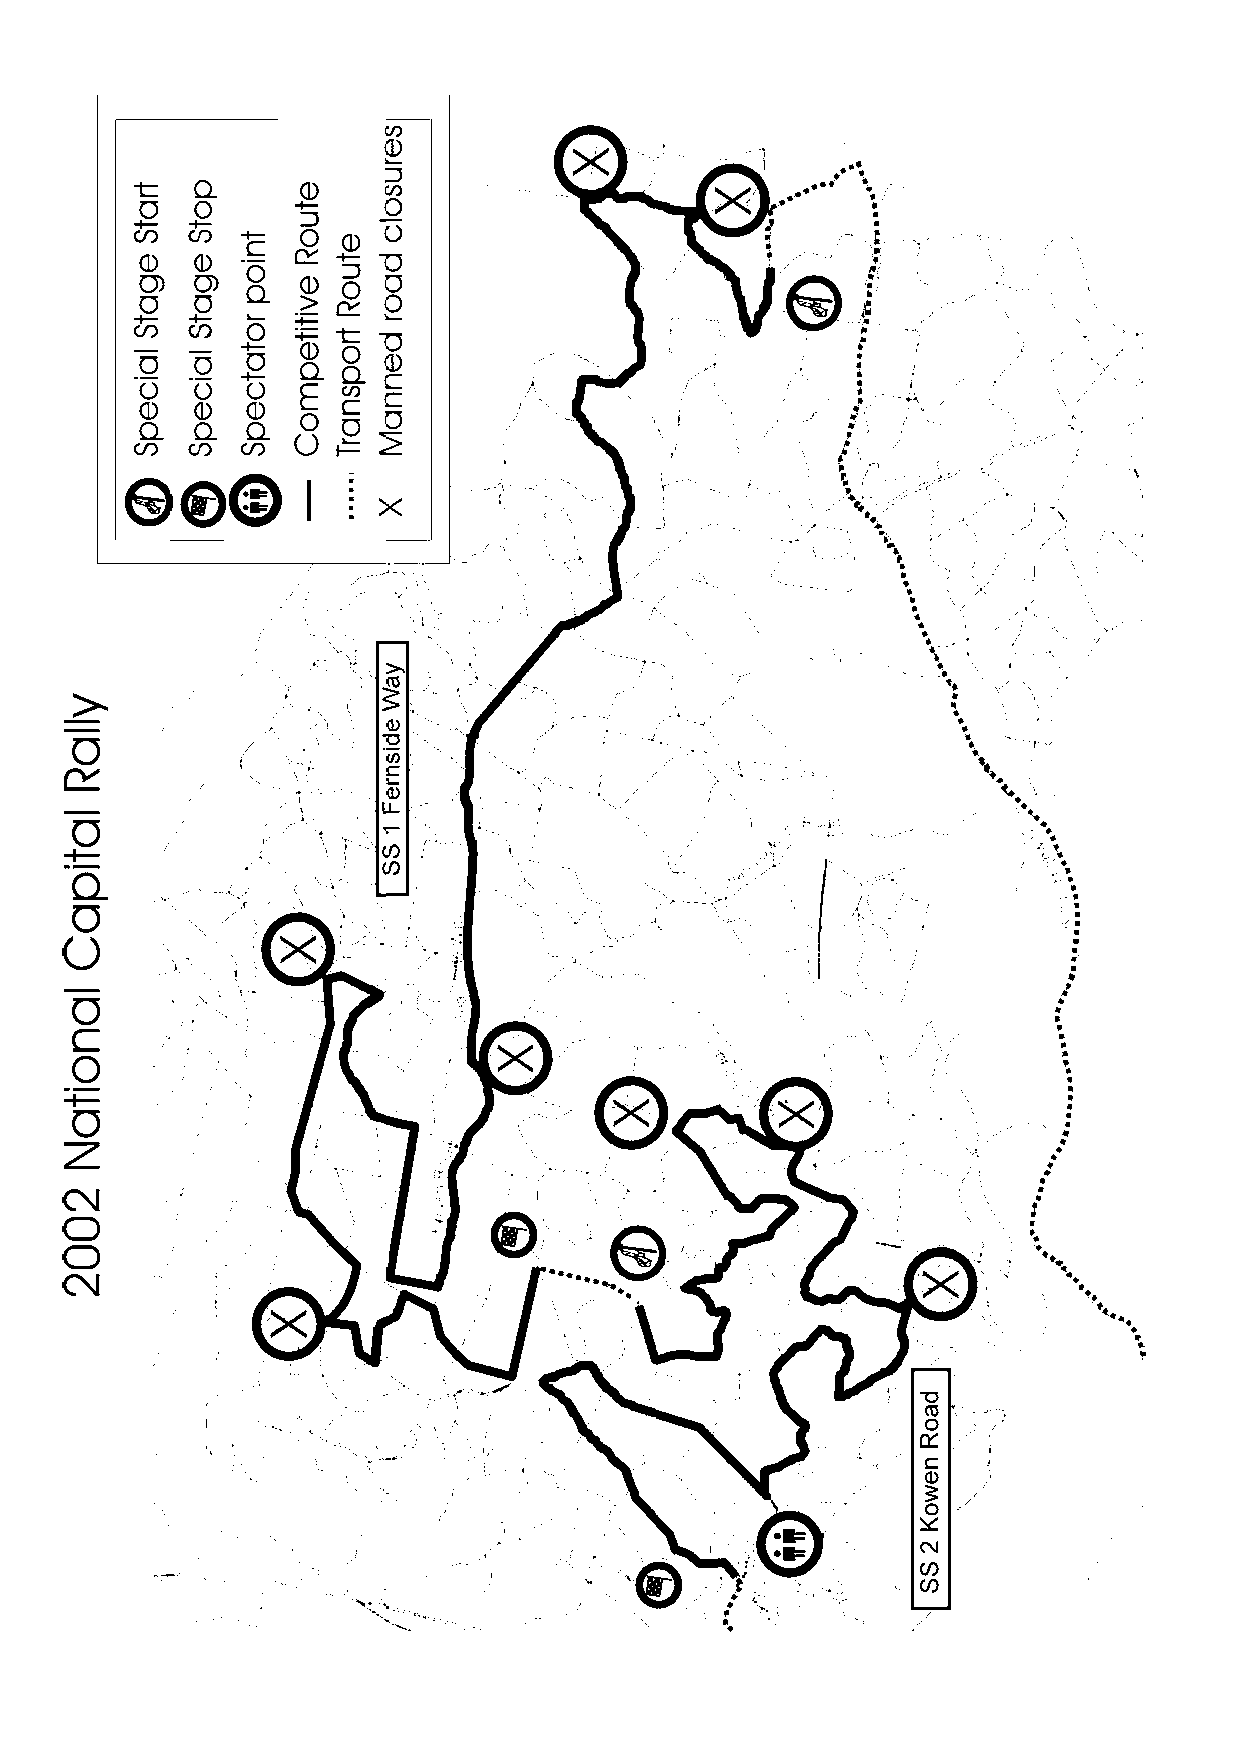 2002 National Capital Rally
Special Stage Start
Special Stage Stop
Spectator point
Competitive Route
Transport Route
X Manned road closures
SS 1 Fernside Way
SS 2 Kowen Road
X
X
X
X
X
X
X
X